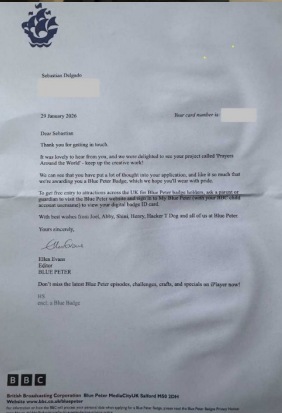 Sebastian Delgado
29 January 2026
Your card number is:
Dear Sebastian
Thank you for getting in touch.
It was lovely to hear from you, and we were delighted to see your project called 'Prayers
Around the World' - keep up the creative work!
We can see that you have put a lot of thought into your application, and like it so much that
we're awarding you a Blue Peter Badge, which we hope you'll wear with pride.
To get free entry to attractions across the UK for Blue Peter badge holders, ask a parent or
guardian to visit the Blue Peter website and sign in to My Blue Peter (with your BBC child
account username) to view your digital badge ID card.
With best wishes from Joel, Abby, Shini, Henry, Hacker T Dog and all of us at Blue Peter.
Yours sincerely,
Ellen Evans
Editor
BLUE PETER
Don't miss the latest Blue Peter episodes, challenges, crafts, and specials on iPlayer now!
encl. a Blue Badge
BBC
British Broadcasting Corporation Blue Peter MediaCityUK Salford M50 2EH
Website www.bbc.co.uk/bluepeter